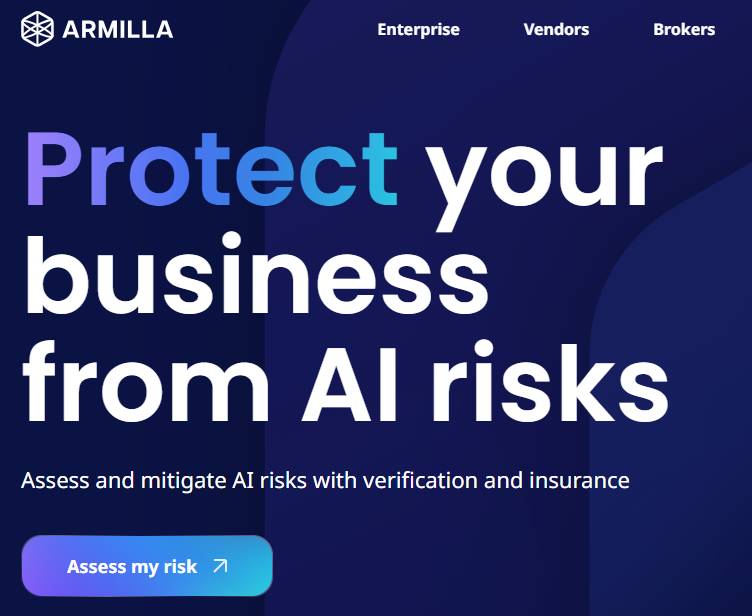 ARMILLA
Enterprise Vendors Brokers
Protect your
business
from AI risks
Assess and mitigate AI risks with verification and insurance
Assess my risk